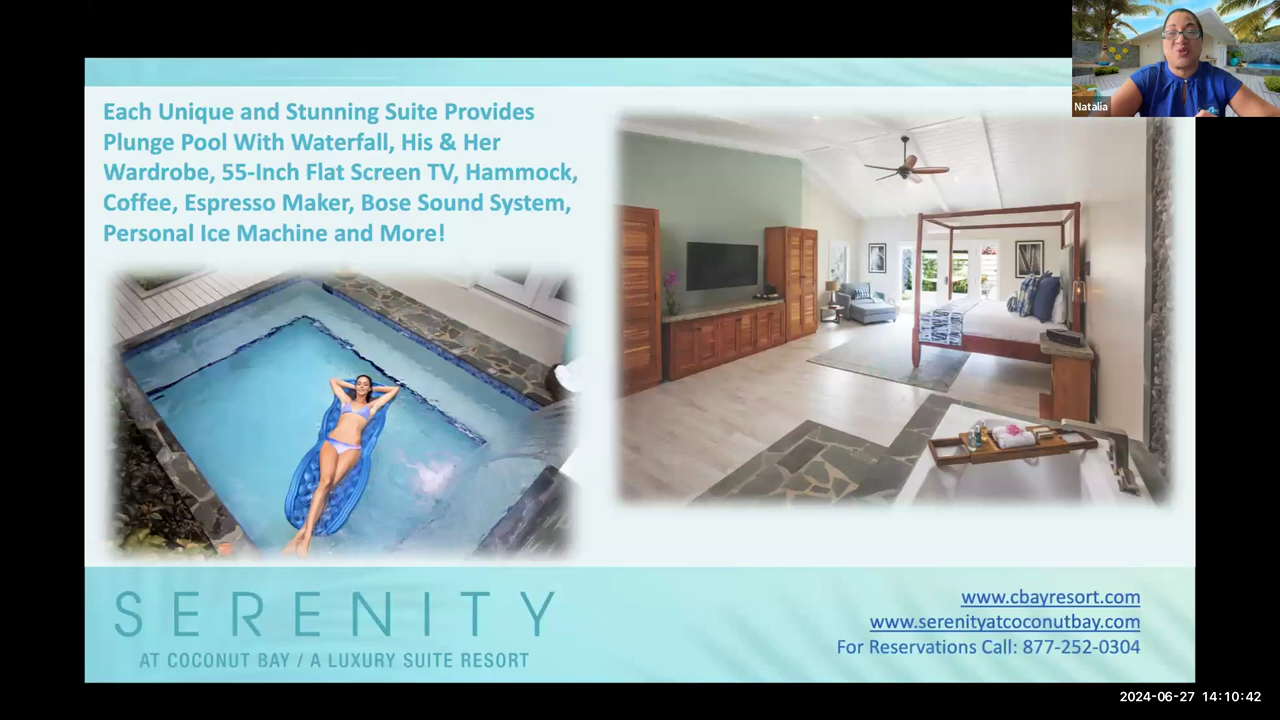 Natalia
Each Unique and Stunning Suite Provides
Plunge Pool With Waterfall, His & Her
Wardrobe, 55-Inch Flat Screen TV, Hammock,
Coffee, Espresso Maker, Bose Sound System,
Personal Ice Machine and More!
SERENITY
AT COCONUT BAY / A LUXURY SUITE RESORT
www.cbayresort.com
www.serenityatcoconutbay.com
For Reservations Call: 877-252-0304
2024-06-27 14:10:42